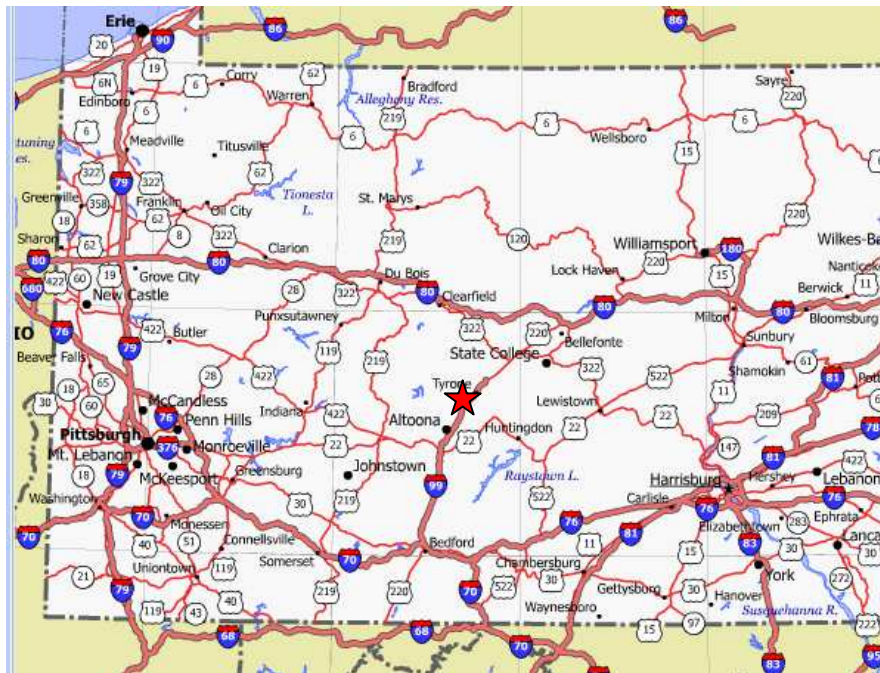 86
86
Erie
90
20
19
6N
6
Corry
62
Sayre
Edinboro
Warren
Bradford
220
Allegheny Res.
6
219
6
Wellsboro
6
6
Meadville
Titusville
15
322
79
322
62
Tionesta
L.
St. Marys
Greenville
358
Franklin
Oil City
62
18
8
322
219
120
220
Sharon
62
Clarion
Williamsport
180
80
80
Lock Haven
220
15
422
60
19
Grove City
Du Bois
28
322
80
Clearfield
80
Milton
80
Berwick
11
Bloomsburg
680
New Castle
Punxsutawney
76
422
Butler
119
322
220
Bellefonte
Sunbury
79
219
State College
322
522
Shamokin
61
Beaver Falls
28
422
Tyrone
11
81
18
65
60
30
McCandless
Indiana
422
Lewistown
22
209
76
Penn Hills
Altoona
22
Huntingdon
22
78
Pittsburgh
376
Monroeville
22
147
81
Mt. Lebanon
Johnstown
Raystown L.
Harrisburg
Hershey
422
18
79
McKeesport
Greensburg
99
Washington
30
219
522
Carlisle
76
76
70
70
Monessen
76
81
Elizabethtown
283
Ephrata
40
51
Connellsville
70
Bedford
11
83
30
30
Somerset
Chambersburg
15
York
21
Uniontown
119
30
Gettysburg
272
79
219
220
70
522
30
Hanover
119
43
40
Waynesboro
Susquehanna R.
68
68
70
15
97
222
83
95